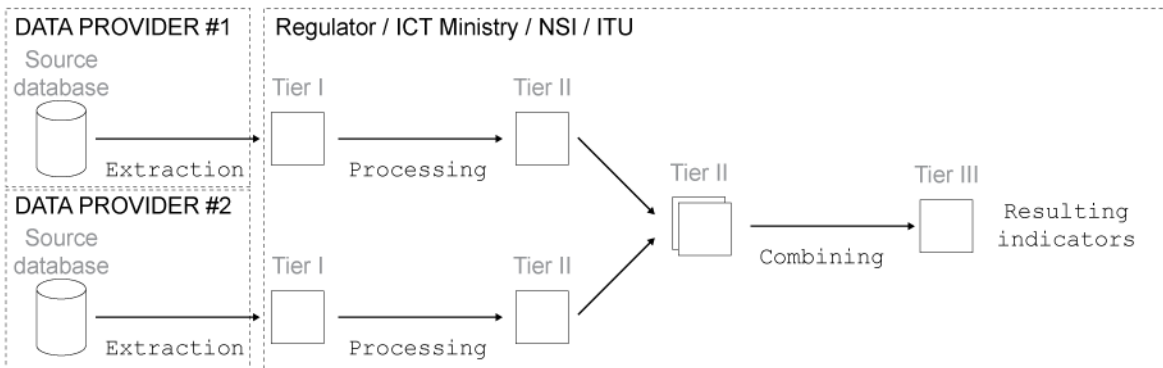 DATA PROVIDER #1
Source
database
Extraction
Regulator / ICT Ministry / NSI / ITU
Tier I
Processing
Tier II
DATA PROVIDER #2
Source
database
Extraction
Tier I
Processing
Tier II
Tier II
Combining
Tier III
Resulting
indicators